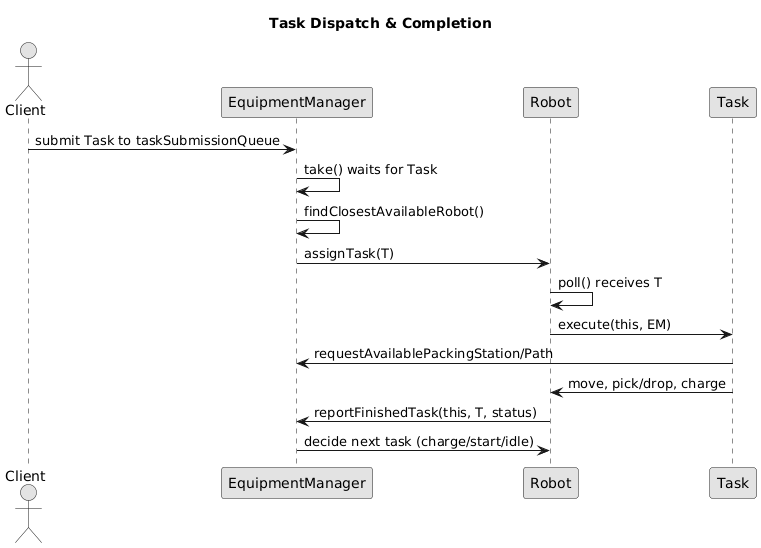 Task Dispatch & Completion
Client
EquipmentManager
Robot
Task
submit Task to taskSubmissionQueue
take() waits for Task
findClosestAvailableRobot()
assignTask(T)
poll() receives T
execute(this, EM)
requestAvailablePackingStation/Path
move, pick/drop, charge
reportFinishedTask(this, T, status)
decide next task (charge/start/idle)
Client
EquipmentManager
Robot
Task